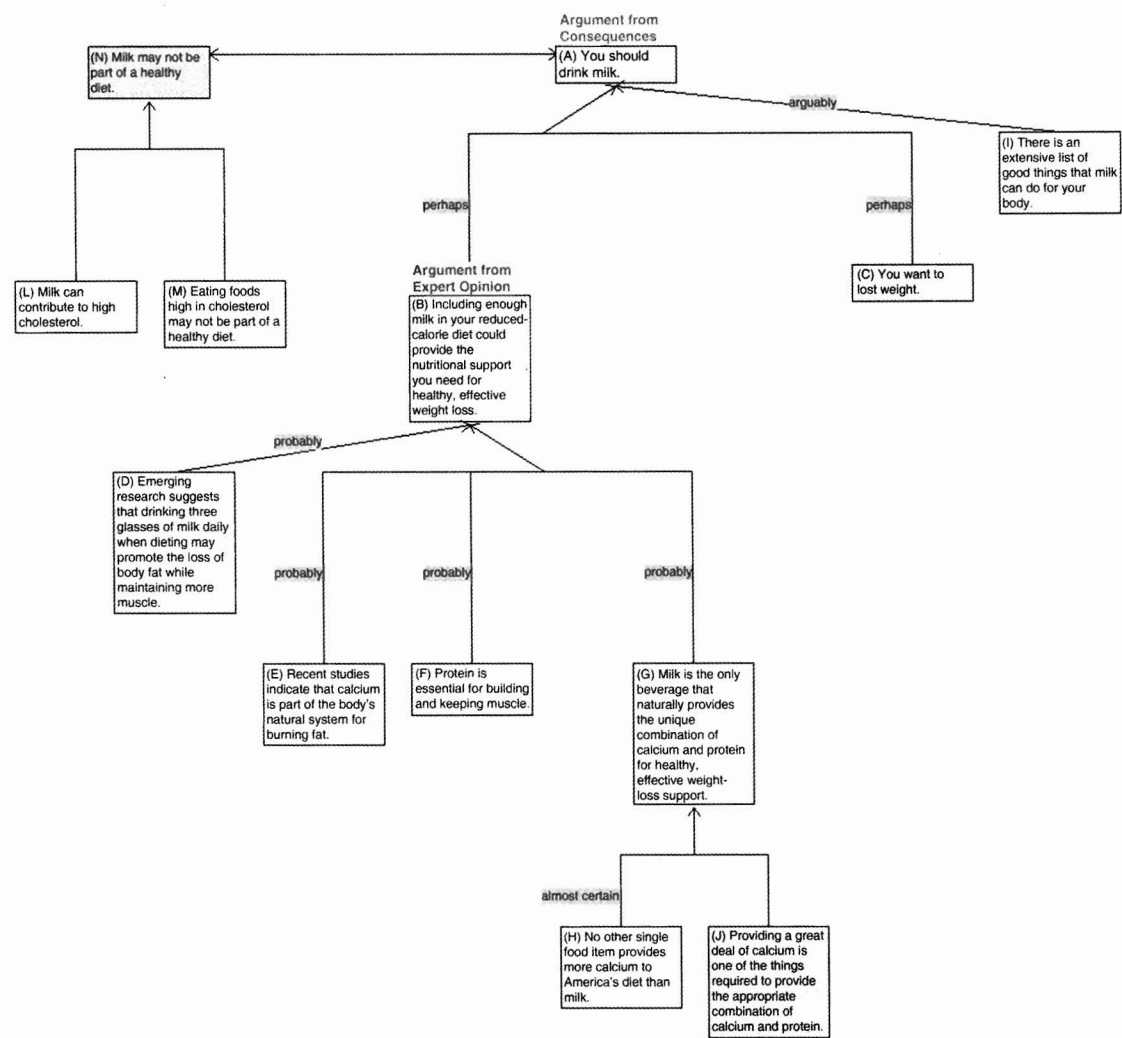 Argument from
Consequences
(N) Milk may not be
part of a healthy
diet.
(A) You should
drink milk.
arguably
(I) There is an
extensive list of
good things that milk
can do for your
body.
perhaps
perhaps
(L) Milk can
contribute to high
cholesterol.
(M) Eating foods
high in cholesterol
may not be part of a
healthy diet.
Argument from
Expert Opinion
(B) Including enough
milk in your reduced-
calorie diet could
provide the
nutritional support
you need for
healthy, effective
weight loss.
(C) You want to
lost weight.
probably
(D) Emerging
research suggests
that drinking three
glasses of milk daily
when dieting may
promote the loss of
body fat while
maintaining more
muscle.
probably
probably
probably
(E) Recent studies
indicate that calcium
is part of the body's
natural system for
burning fat.
(F) Protein is
essential for building
and keeping muscle.
(G) Milk is the only
beverage that
naturally provides
the unique
combination of
calcium and protein
for healthy,
effective weight-
loss support.
almost certain
(H) No other single
food item provides
more calcium to
America's diet than
milk.
(J) Providing a great
deal of calcium is
one of the things
required to provide
the appropriate
combination of
calcium and protein.